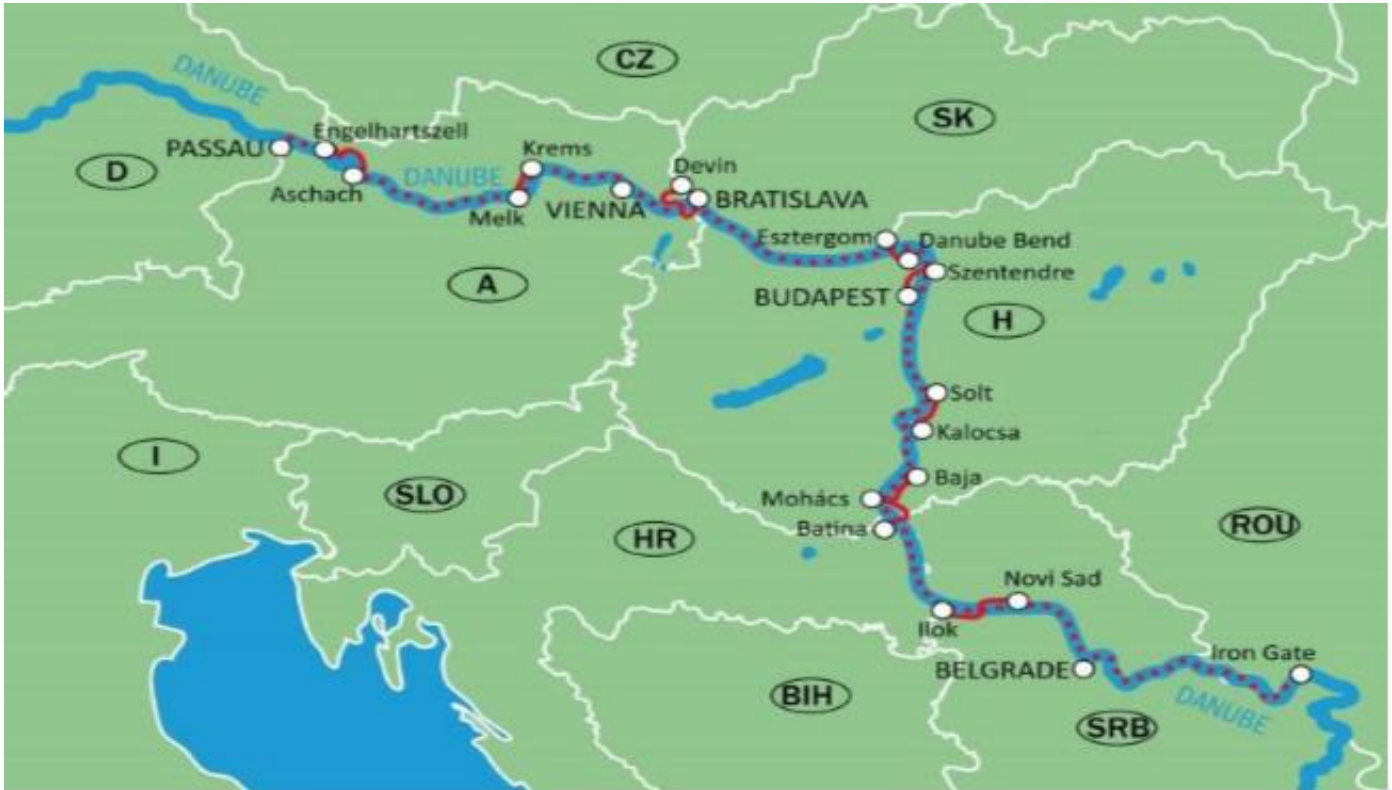 CZ
DANUBE
SK
Engelhartszell
PASSAU
Krems
D
DANUBE
Devin
Aschach
Melk
VIENNA
BRATISLAVA
Esztergom
Danube Bend
Szentendre
A
BUDAPEST
H
Solt
Kalocsa
I
Baja
SLO
Mohács
Batina
HR
ROU
Novi Sad
Ilok
Iron Gate
BELGRADE
BIH
DANUBE
SRB